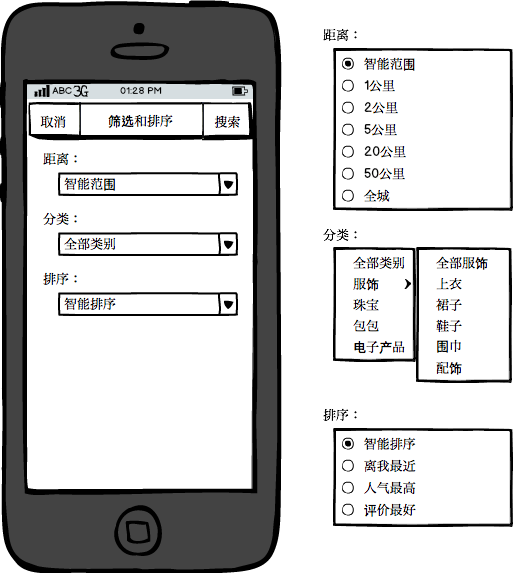 ABC 3G 01:28 PM
取消 筛选和排序 搜索
距离：
智能范围
分类：
全部类别
排序：
智能排序
距离：
智能范围
1公里
2公里
5公里
20公里
50公里
全城
分类：
全部类别
服饰
珠宝
包包
电子产品
全部服饰
上衣
裙子
鞋子
围巾
配饰
排序：
智能排序
离我最近
人气最高
评价最好